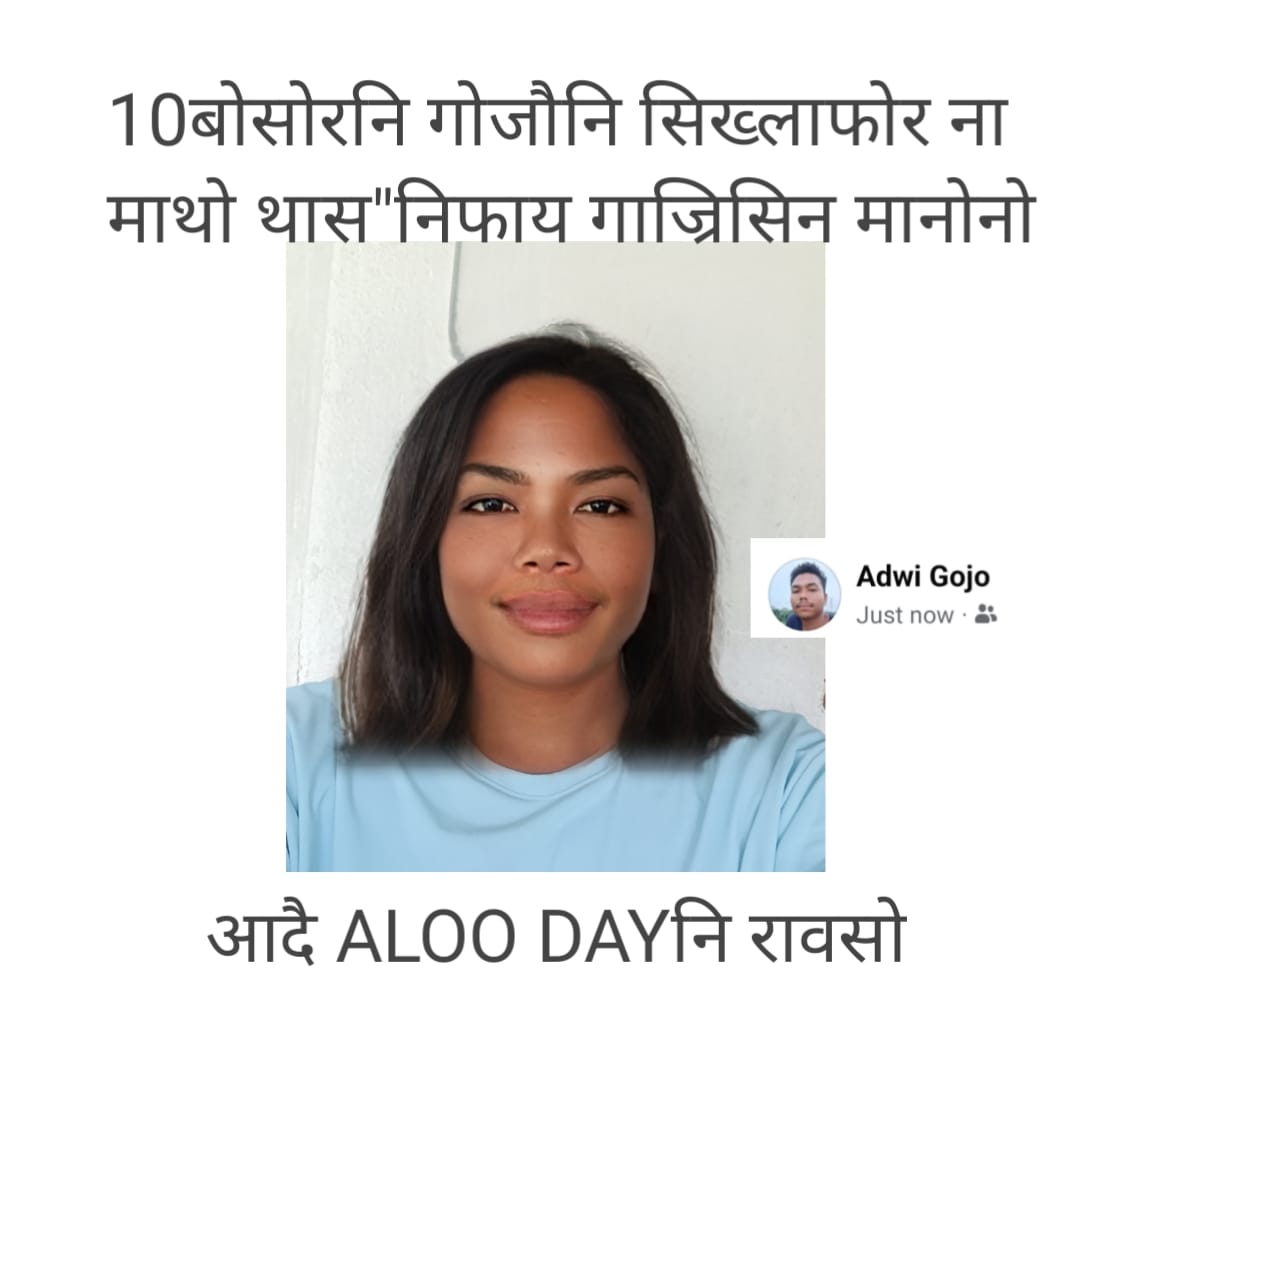 10बोसोरनि गोजौनि सिख्लाफोर ना
माथो थास"निफाय गाज्रिसिन मानोनो
Adwi Gojo
Just now ·
आदै ALOO DAYनि रावसो